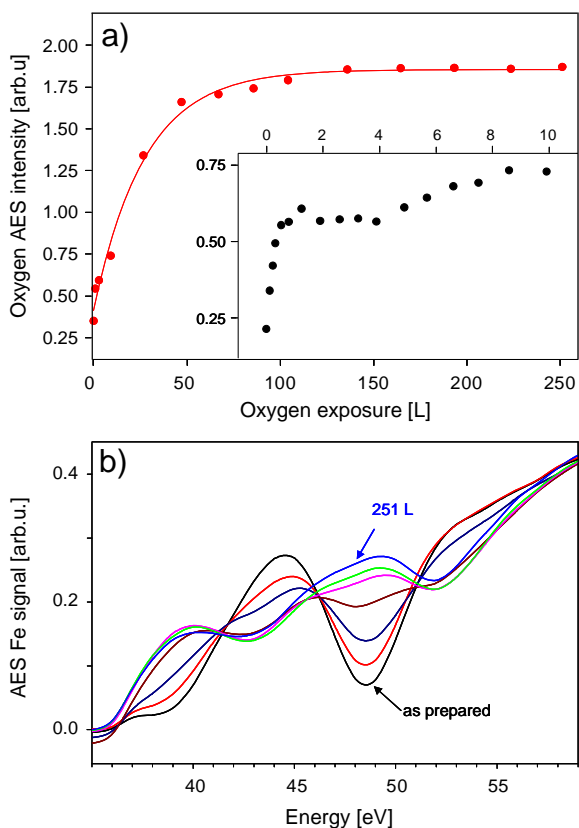 a)
Oxygen AES intensity [arb.u]
2.00
1.75
1.50
1.25
1.00
0.75
0.50
0.25
0 2 4 6 8 10
0.75
0.50
0.25
0 50 100 150 200 250
Oxygen exposure [L]
b)
AES Fe signal [arb.u.]
0.4
0.2
0.0
251 L
as prepared
40 45 50 55
Energy [eV]